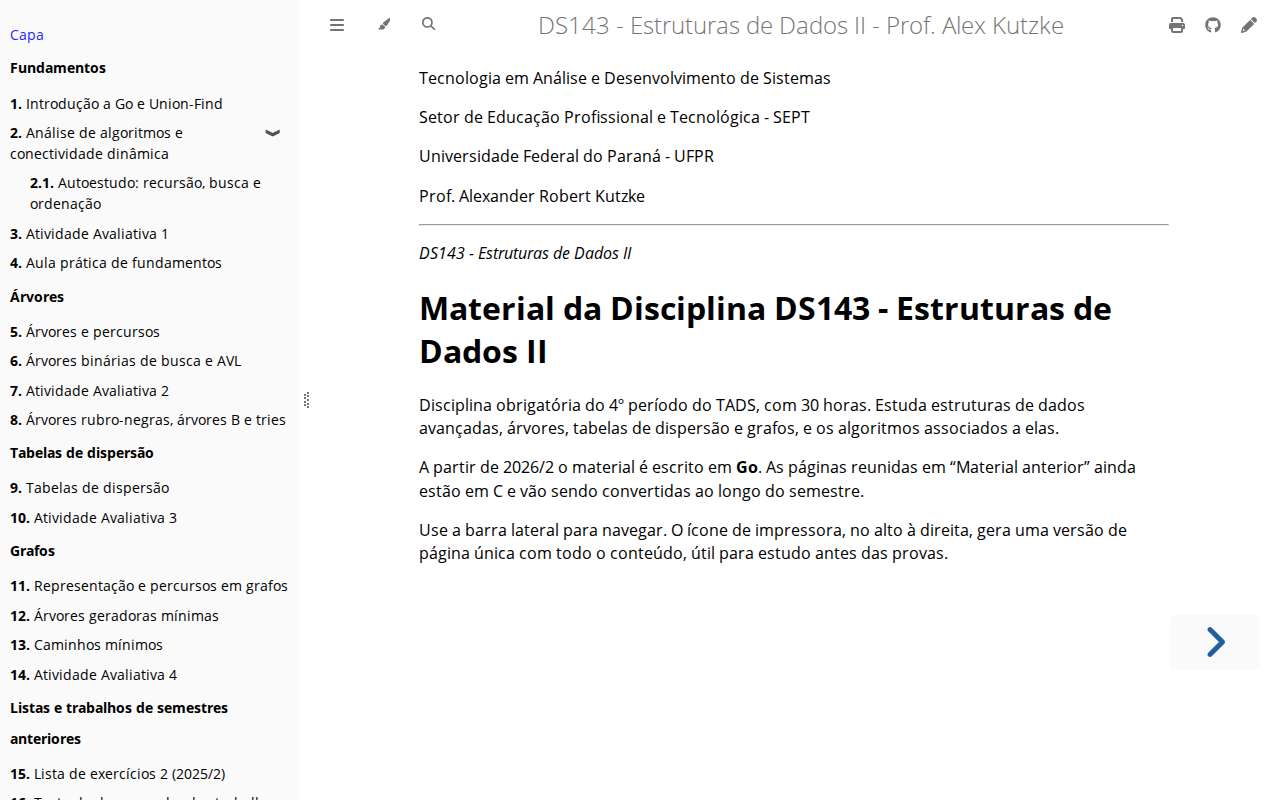 Capa
Fundamentos
1. Introdução a Go e Union-Find
2. Análise de algoritmos e
conectividade dinâmica
2.1. Autoestudo: recursão, busca e
ordenação
3. Atividade Avaliativa 1
4. Aula prática de fundamentos
Árvores
5. Árvores e percursos
6. Árvores binárias de busca e AVL
7. Atividade Avaliativa 2
8. Árvores rubro-negras, árvores B e tries
Tabelas de dispersão
9. Tabelas de dispersão
10. Atividade Avaliativa 3
Grafos
11. Representação e percursos em grafos
12. Árvores geradoras mínimas
13. Caminhos mínimos
14. Atividade Avaliativa 4
Listas e trabalhos de semestres
anteriores
15. Lista de exercícios 2 (2025/2)
DS143 - Estruturas de Dados II - Prof. Alex Kutzke
Tecnologia em Análise e Desenvolvimento de Sistemas
Setor de Educação Profissional e Tecnológica - SEPT
Universidade Federal do Paraná - UFPR
Prof. Alexander Robert Kutzke
DS143 - Estruturas de Dados II
Material da Disciplina DS143 - Estruturas de
Dados II
Disciplina obrigatória do 4º período do TADS, com 30 horas. Estuda estruturas de dados
avançadas, árvores, tabelas de dispersão e grafos, e os algoritmos associados a elas.
A partir de 2026/2 o material é escrito em Go. As páginas reunidas em “Material anterior” ainda
estão em C e vão sendo convertidas ao longo do semestre.
Use a barra lateral para navegar. O ícone de impressora, no alto à direita, gera uma versão de
página única com todo o conteúdo, útil para estudo antes das provas.